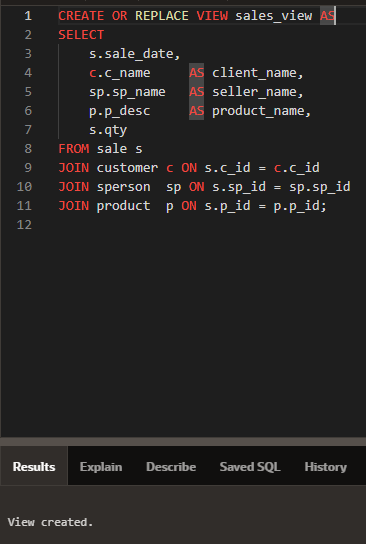 1 CREATE OR REPLACE VIEW sales_view AS
2 SELECT
3 s.sale_date,
4 c.c_name AS client_name,
5 sp.sp_name AS seller_name,
6 p.p_desc AS product_name,
7 s.qty
8 FROM sale s
9 JOIN customer c ON s.c_id = c.c_id
10 JOIN sperson sp ON s.sp_id = sp.sp_id
11 JOIN product p ON s.p_id = p.p_id;
12
Results Explain Describe Saved SQL History
View created.